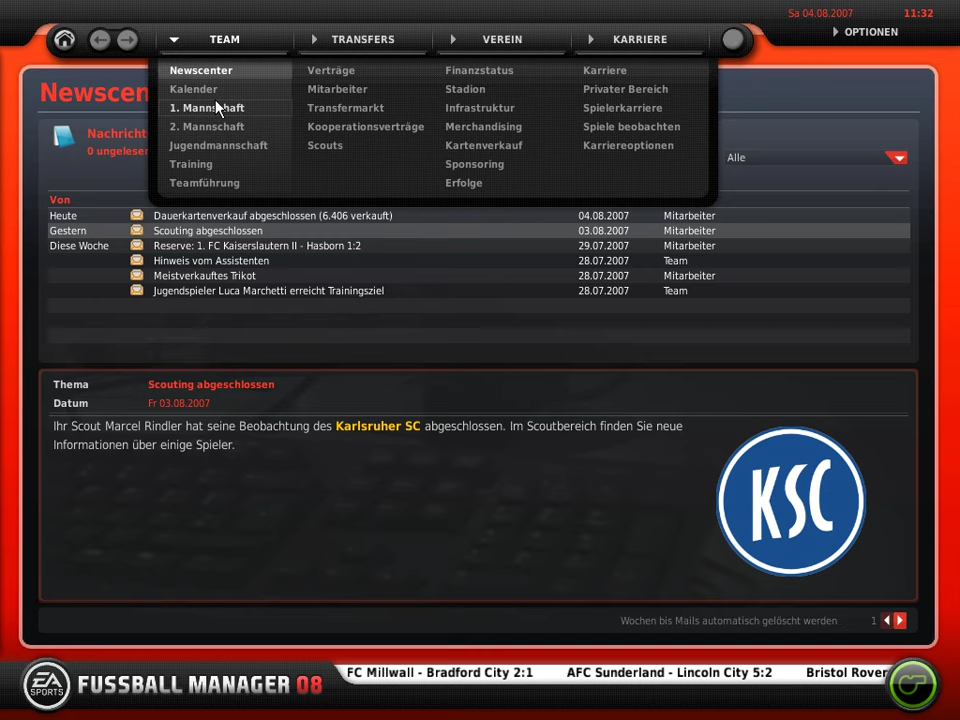 Sa 04.08.2007 11:32
TEAM TRANSFERS VEREIN KARRIERE OPTIONEN
Newscenter Verträge Finanzstatus Karriere
Kalender Mitarbeiter Stadion Privater Bereich
1. Mannschaft Transfermarkt Infrastruktur Spielerkarriere
2. Mannschaft Kooperationsverträge Merchandising Spiele beobachten
Jugendmannschaft Scouts Kartenverkauf Karriereoptionen
Training Sponsoring
Teamführung Erfolge
Newscen
Nachricht
0 ungelese
Alle
Von
Heute Dauerkartenverkauf abgeschlossen (6.406 verkauft) 04.08.2007 Mitarbeiter
Gestern Scouting abgeschlossen 03.08.2007 Mitarbeiter
Diese Woche Reserve: 1. FC Kaiserslautern II - Hasborn 1:2 29.07.2007 Mitarbeiter
Hinweis vom Assistenten 28.07.2007 Team
Meistverkauftes Trikot 28.07.2007 Mitarbeiter
Jugendspieler Luca Marchetti erreicht Trainingsziel 28.07.2007 Team
Thema Scouting abgeschlossen
Datum Fr 03.08.2007
Ihr Scout Marcel Rindler hat seine Beobachtung des Karlsruher SC abgeschlossen. Im Scoutbereich finden Sie neue
Informationen über einige Spieler.
KSC
Wochen bis Mails automatisch gelöscht werden 1
EA SPORTS FUSSBALL MANAGER 08
FC Millwall - Bradford City 2:1 AFC Sunderland - Lincoln City 5:2 Bristol Rover